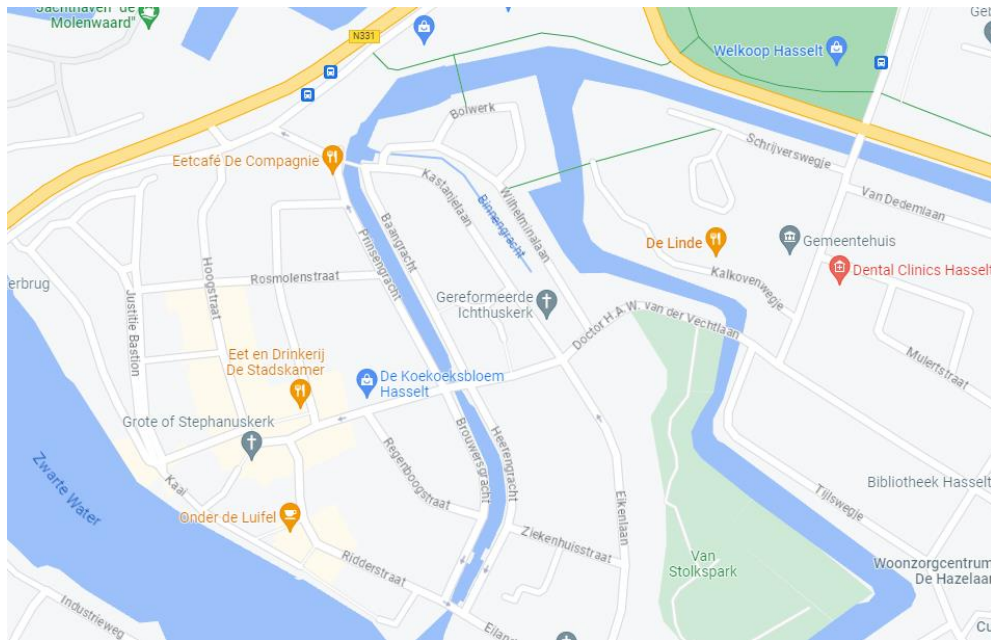 Jachthaven "de
Molenwaard"
N331
Welkoop Hasselt
Bolwerk
Schrijverswegje
Eetcafé De Compagnie
Kastanjelaan
Binnengracht
Wilhelminalaan
Van Dedemlaan
Baangracht
Prinsengracht
De Linde
Gemeentehuis
Hoogstraat
Rosmolenstraat
Kalkovenwegje
Dental Clinics Hasselt
Justitie Bastion
Gereformeerde
Ichthuskerk
Doctor H.A.W. van der Vechtlaan
Mulertstraat
Eet en Drinkerij
De Stadskamer
De Koekoeksbloem
Hasselt
Grote of Stephanuskerk
Brouwersgracht
Heerengracht
Regenboogstraat
Eikenlaan
Zwarte Water
Kaai
Bibliotheek Hasselt
Tijlswegje
Onder de Luifel
Ziekenhuisstraat
Ridderstraat
Van
Stolkspark
Woonzorgcentrum
De Hazelaar
Industrieweg